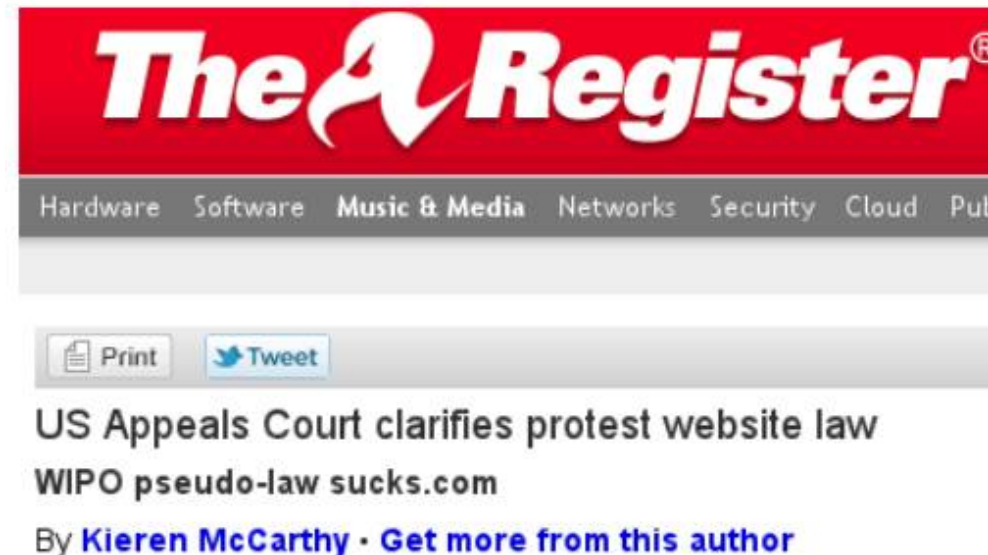 The Register®
Hardware Software Music & Media Networks Security Cloud
Print Tweet
US Appeals Court clarifies protest website law
WIPO pseudo-law sucks.com
By Kieren McCarthy · Get more from this author